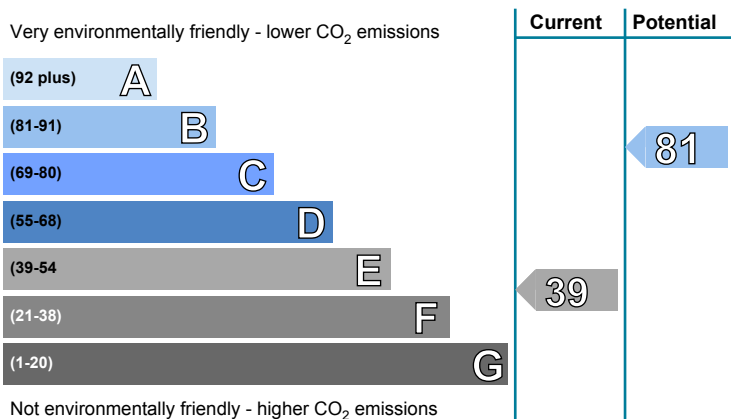 Current Potential
Very environmentally friendly - lower CO2 emissions
(92 plus) A
(81-91) B
81
(69-80) C
(55-68) D
(39-54 E
39
(21-38) F
(1-20) G
Not environmentally friendly - higher CO2 emissions